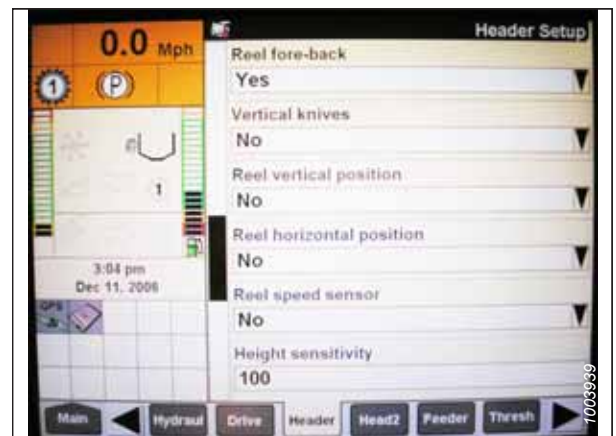 0.0 Mph
1
(P)
1
3:04 pm
Dec 11, 2006
GPS
Header Setup
Reel fore-back
Yes
Vertical knives
No
Reel vertical position
No
Reel horizontal position
No
Reel speed sensor
No
Height sensitivity
100
Main
Hydraul
Drive
Header
Head2
Feeder
Thresh
1003939